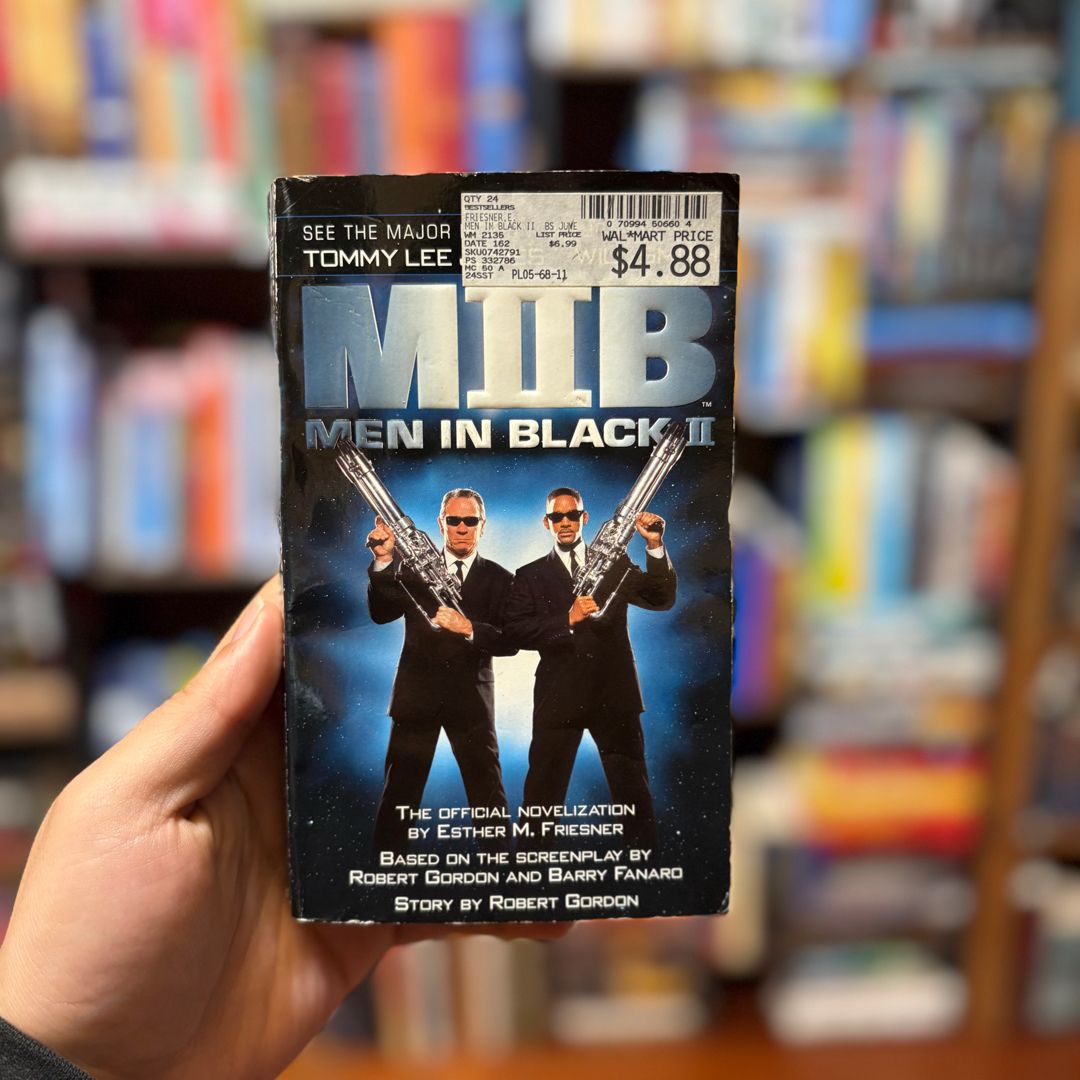 SEE THE MAJOR
TOMMY LEE
QTY 24
BESTSELLERS
FRIESNER,E.
MEN IN BLACK II BS JUNE
WM 2136 LIST PRICE
DATE 162 $6.99
SKU0742791
PS 332786
MC 50 A
24SST PL05-68-11
0 70994 50660 4
WAL*MART PRICE
$4.88
MIIB
TM
MEN IN BLACK II
THE OFFICIAL NOVELIZATION
BY ESTHER M. FRIESNER
BASED ON THE SCREENPLAY BY
ROBERT GORDON AND BARRY FANARO
STORY BY ROBERT GORDON